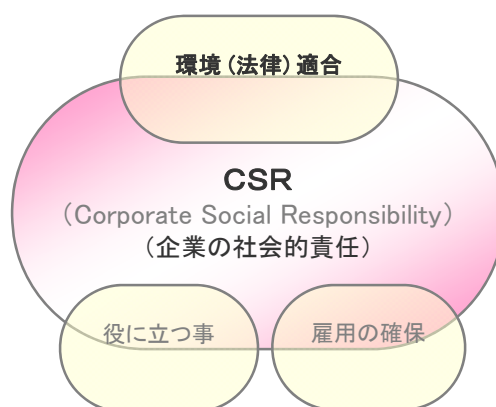 環境（法律）適合
CSR
（Corporate Social Responsibility）
（企業の社会的責任）
役に立つ事
雇用の確保